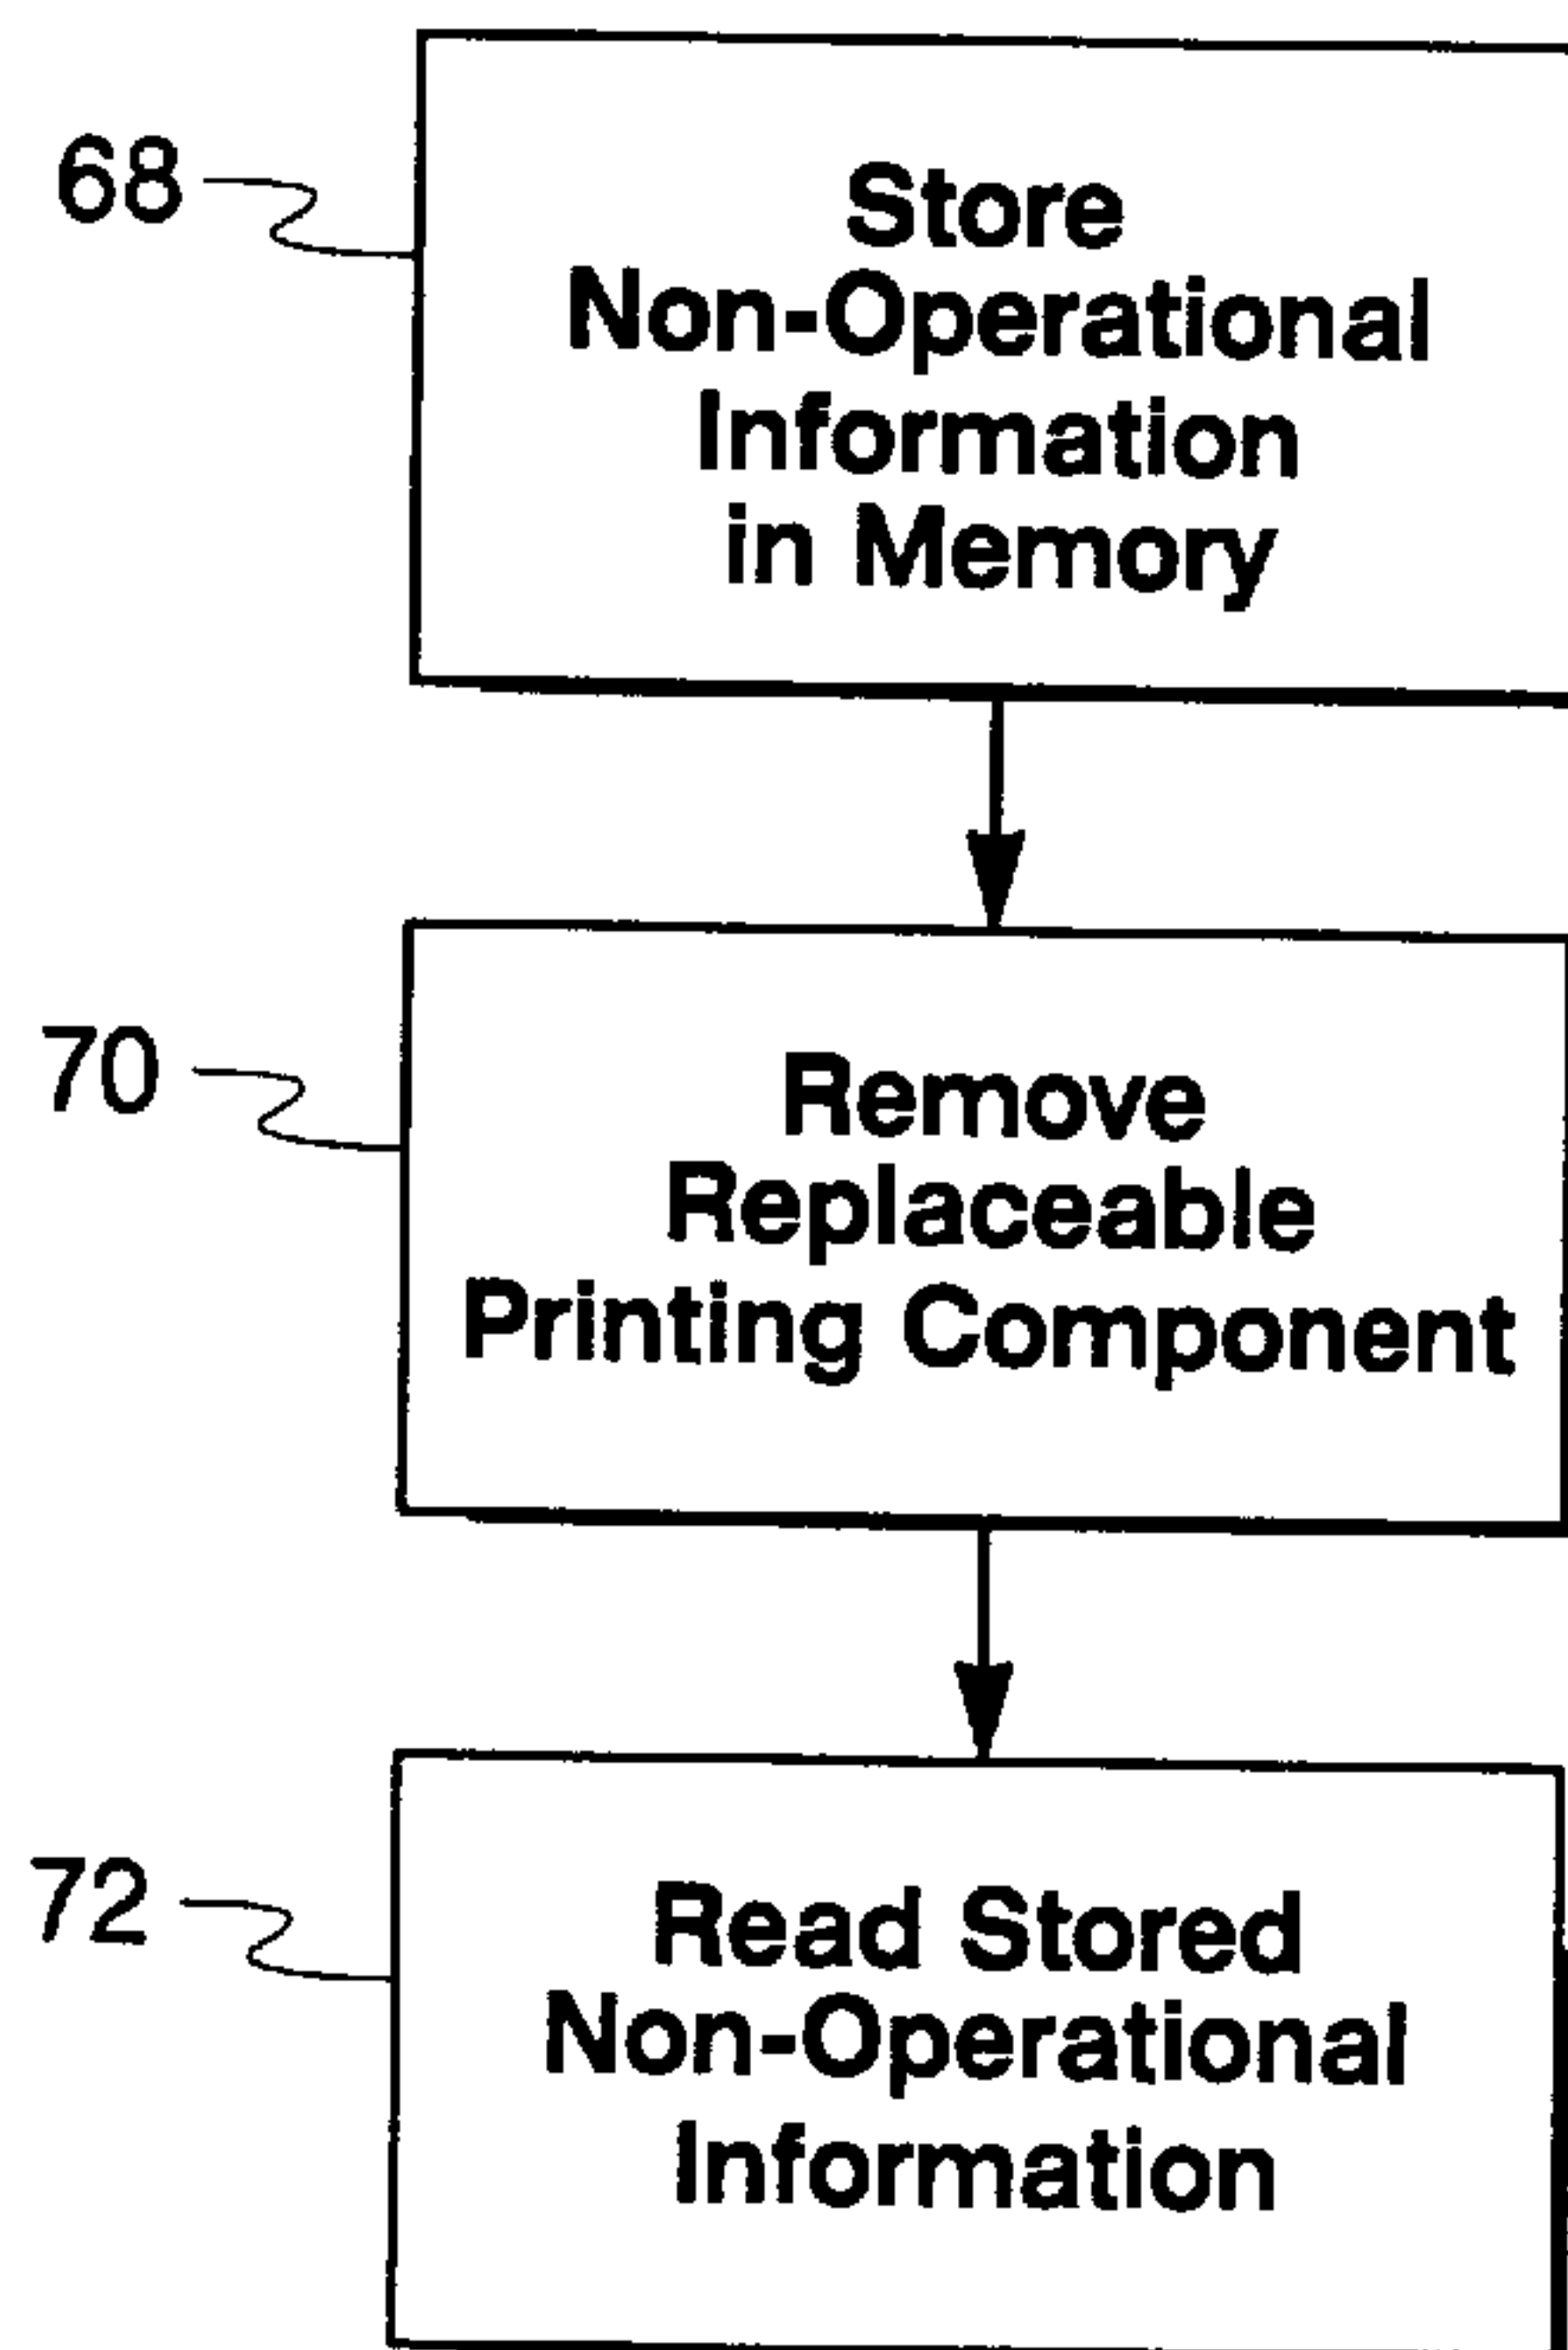 68
Store
Non-Operational
Information
in Memory
70
Remove
Replaceable
Printing Component
72
Read Stored
Non-Operational
Information